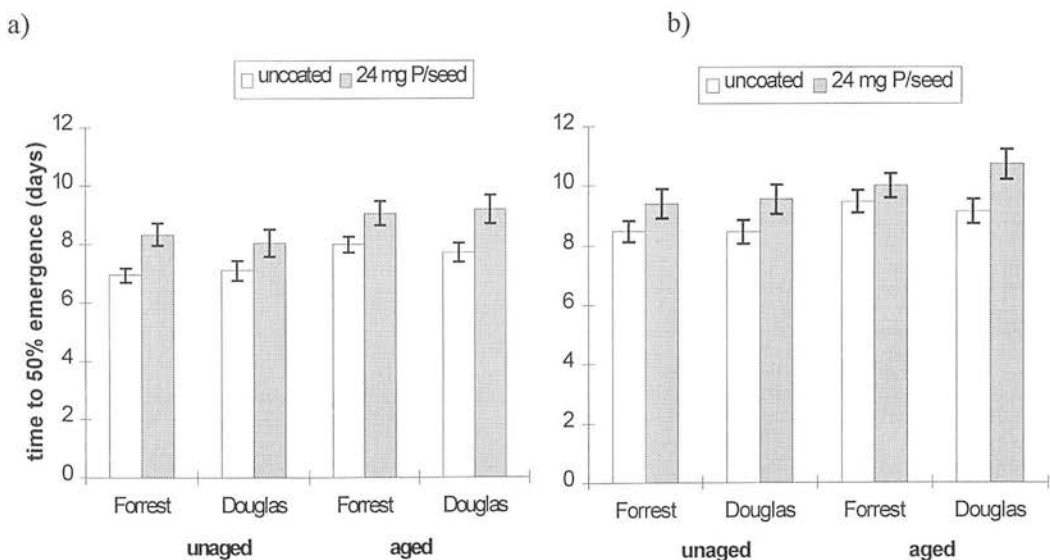 a)
uncoated 24 mg P/seed
12
10
8
6
4
2
0
time to 50% emergence (days)
Forrest Douglas Forrest Douglas
unaged aged
b)
uncoated 24 mg P/seed
12
10
8
6
4
2
0
Forrest Douglas Forrest Douglas
unaged aged